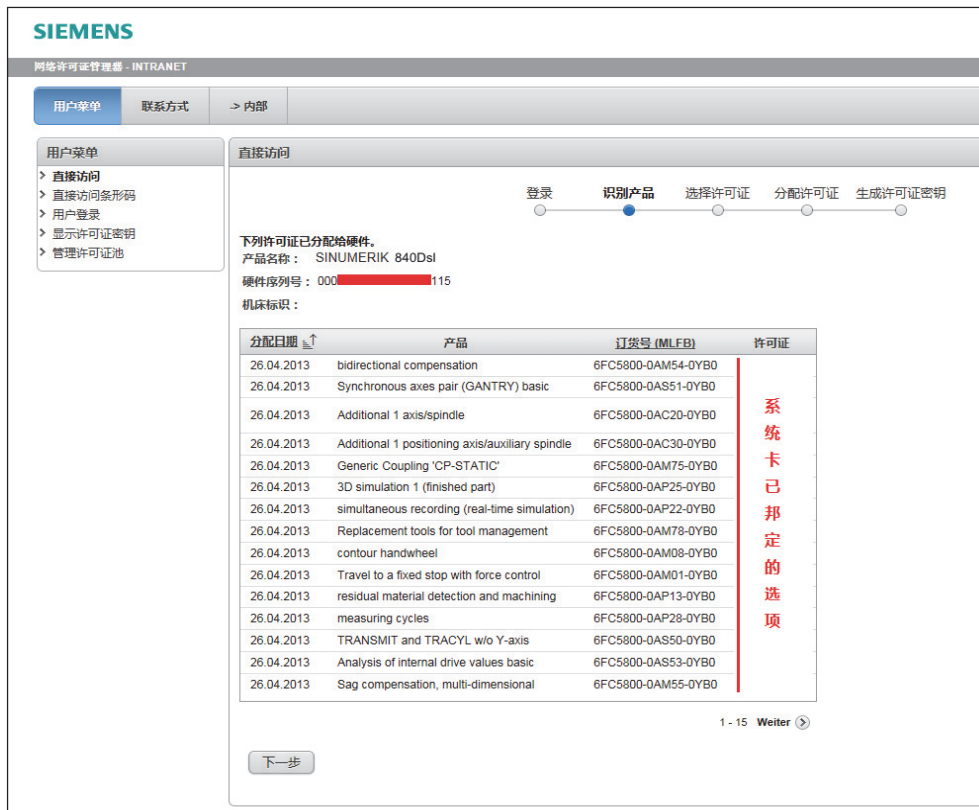 SIEMENS
网络许可证管理器 - INTRANET
用户菜单 联系方式 -> 内部
用户菜单
直接访问
直接访问条形码
用户登录
显示许可证密钥
管理许可证池
直接访问
登录 识别产品 选择许可证 分配许可证 生成许可证密钥
下列许可证已分配给硬件。
产品名称： SINUMERIK 840Dsl
硬件序列号： 000 115
机床标识：
分配日期 产品 订货号 (MLFB) 许可证
26.04.2013 bidirectional compensation 6FC5800-0AM54-0YB0
26.04.2013 Synchronous axes pair (GANTRY) basic 6FC5800-0AS51-0YB0
26.04.2013 Additional 1 axis/spindle 6FC5800-0AC20-0YB0
26.04.2013 Additional 1 positioning axis/auxiliary spindle 6FC5800-0AC30-0YB0
26.04.2013 Generic Coupling 'CP-STATIC' 6FC5800-0AM75-0YB0
26.04.2013 3D simulation 1 (finished part) 6FC5800-0AP25-0YB0
26.04.2013 simultaneous recording (real-time simulation) 6FC5800-0AP22-0YB0
26.04.2013 Replacement tools for tool management 6FC5800-0AM78-0YB0
26.04.2013 contour handwheel 6FC5800-0AM08-0YB0
26.04.2013 Travel to a fixed stop with force control 6FC5800-0AM01-0YB0
26.04.2013 residual material detection and machining 6FC5800-0AP13-0YB0
26.04.2013 measuring cycles 6FC5800-0AP28-0YB0
26.04.2013 TRANSMIT and TRACYL w/o Y-axis 6FC5800-0AS50-0YB0
26.04.2013 Analysis of internal drive values basic 6FC5800-0AS53-0YB0
26.04.2013 Sag compensation, multi-dimensional 6FC5800-0AM55-0YB0
系统卡已邦定的选项
1 - 15 Weiter
下一步